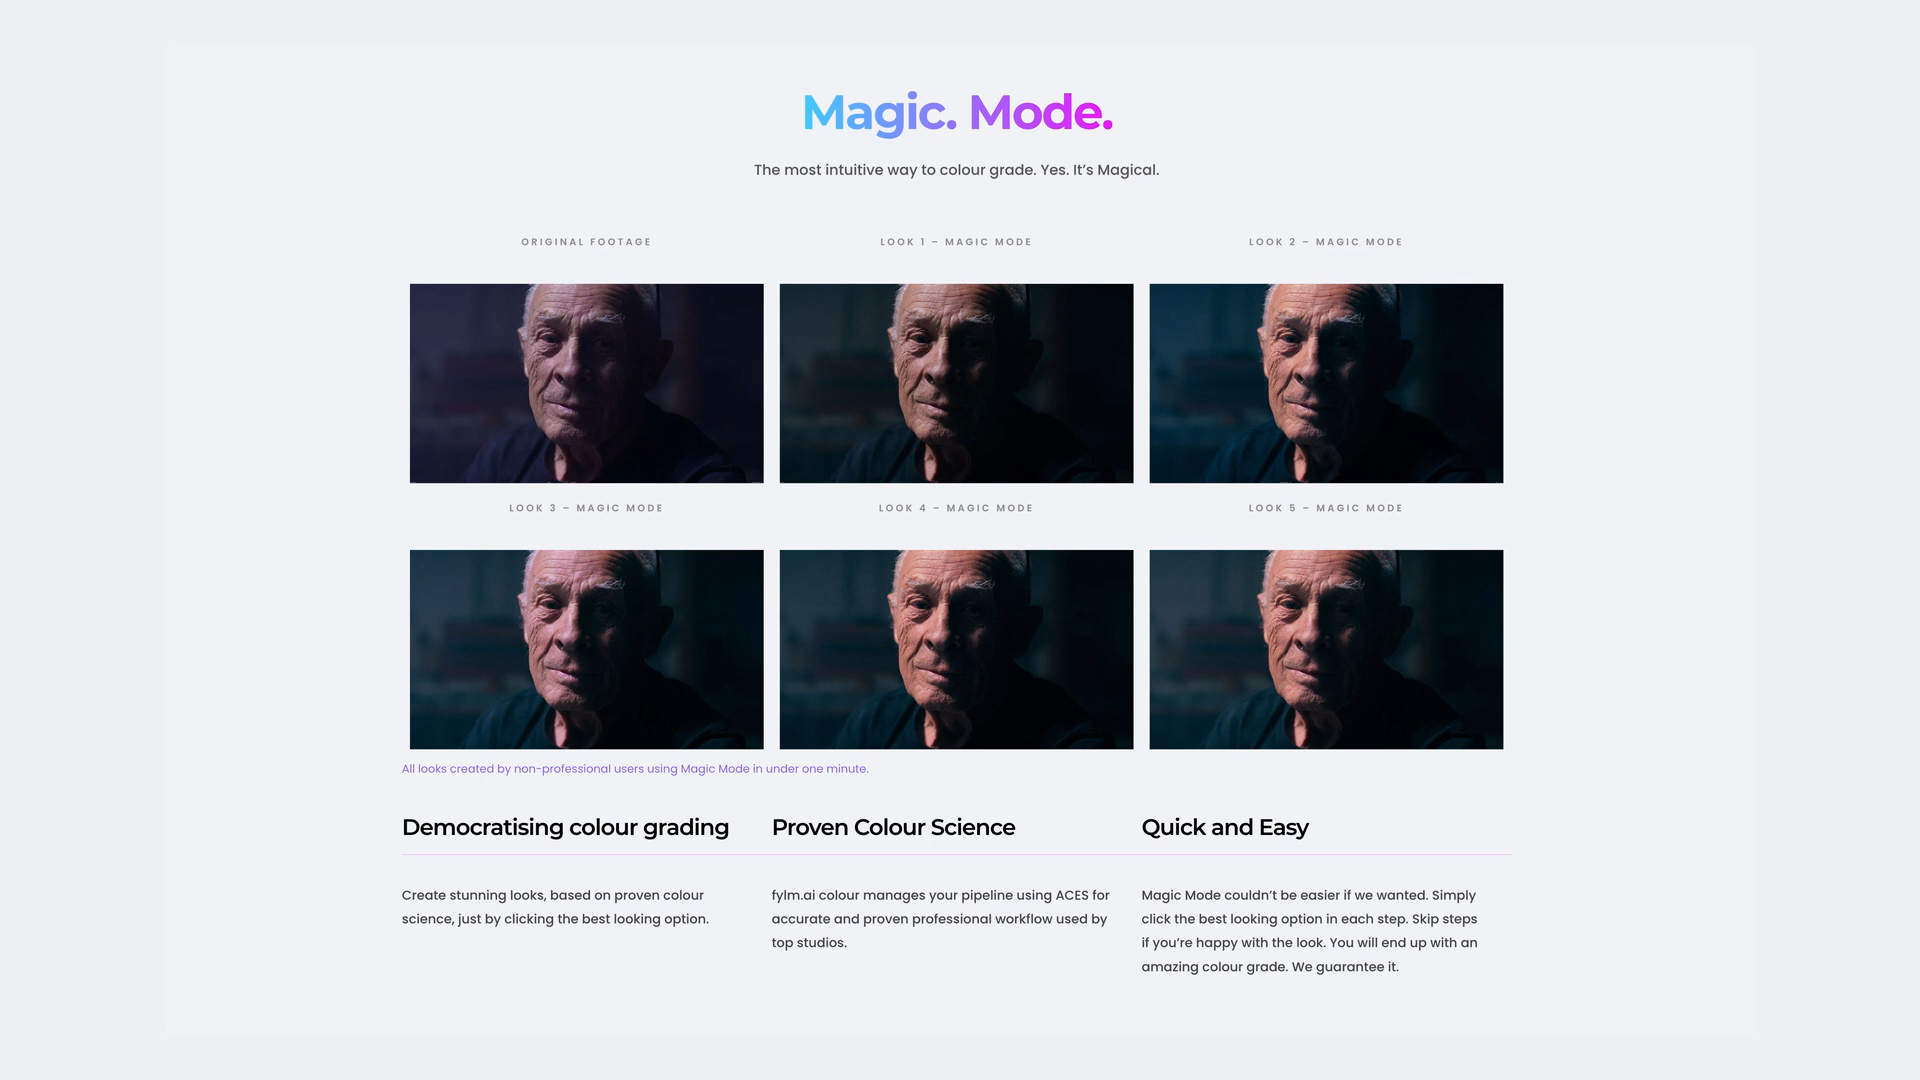 Magic. Mode.
The most intuitive way to colour grade. Yes. It’s Magical.
ORIGINAL FOOTAGE
LOOK 1 – MAGIC MODE
LOOK 2 – MAGIC MODE
LOOK 3 – MAGIC MODE
LOOK 4 – MAGIC MODE
LOOK 5 – MAGIC MODE
All looks created by non-professional users using Magic Mode in under one minute.
Democratising colour grading
Create stunning looks, based on proven colour
science, just by clicking the best looking option.
Proven Colour Science
fylm.ai colour manages your pipeline using ACES for
accurate and proven professional workflow used by
top studios.
Quick and Easy
Magic Mode couldn’t be easier if we wanted. Simply
click the best looking option in each step. Skip steps
if you’re happy with the look. You will end up with an
amazing colour grade. We guarantee it.